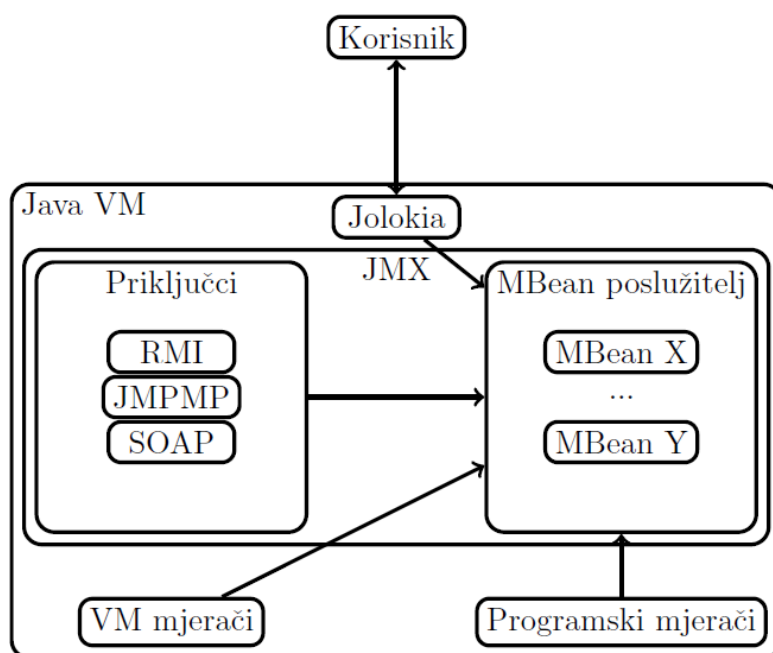 Korisnik
Java VM
Jolokia
JMX
Priključci
MBean poslužitelj
RMI
JMPMP
SOAP
MBean X
...
MBean Y
VM mjerači
Programski mjerači